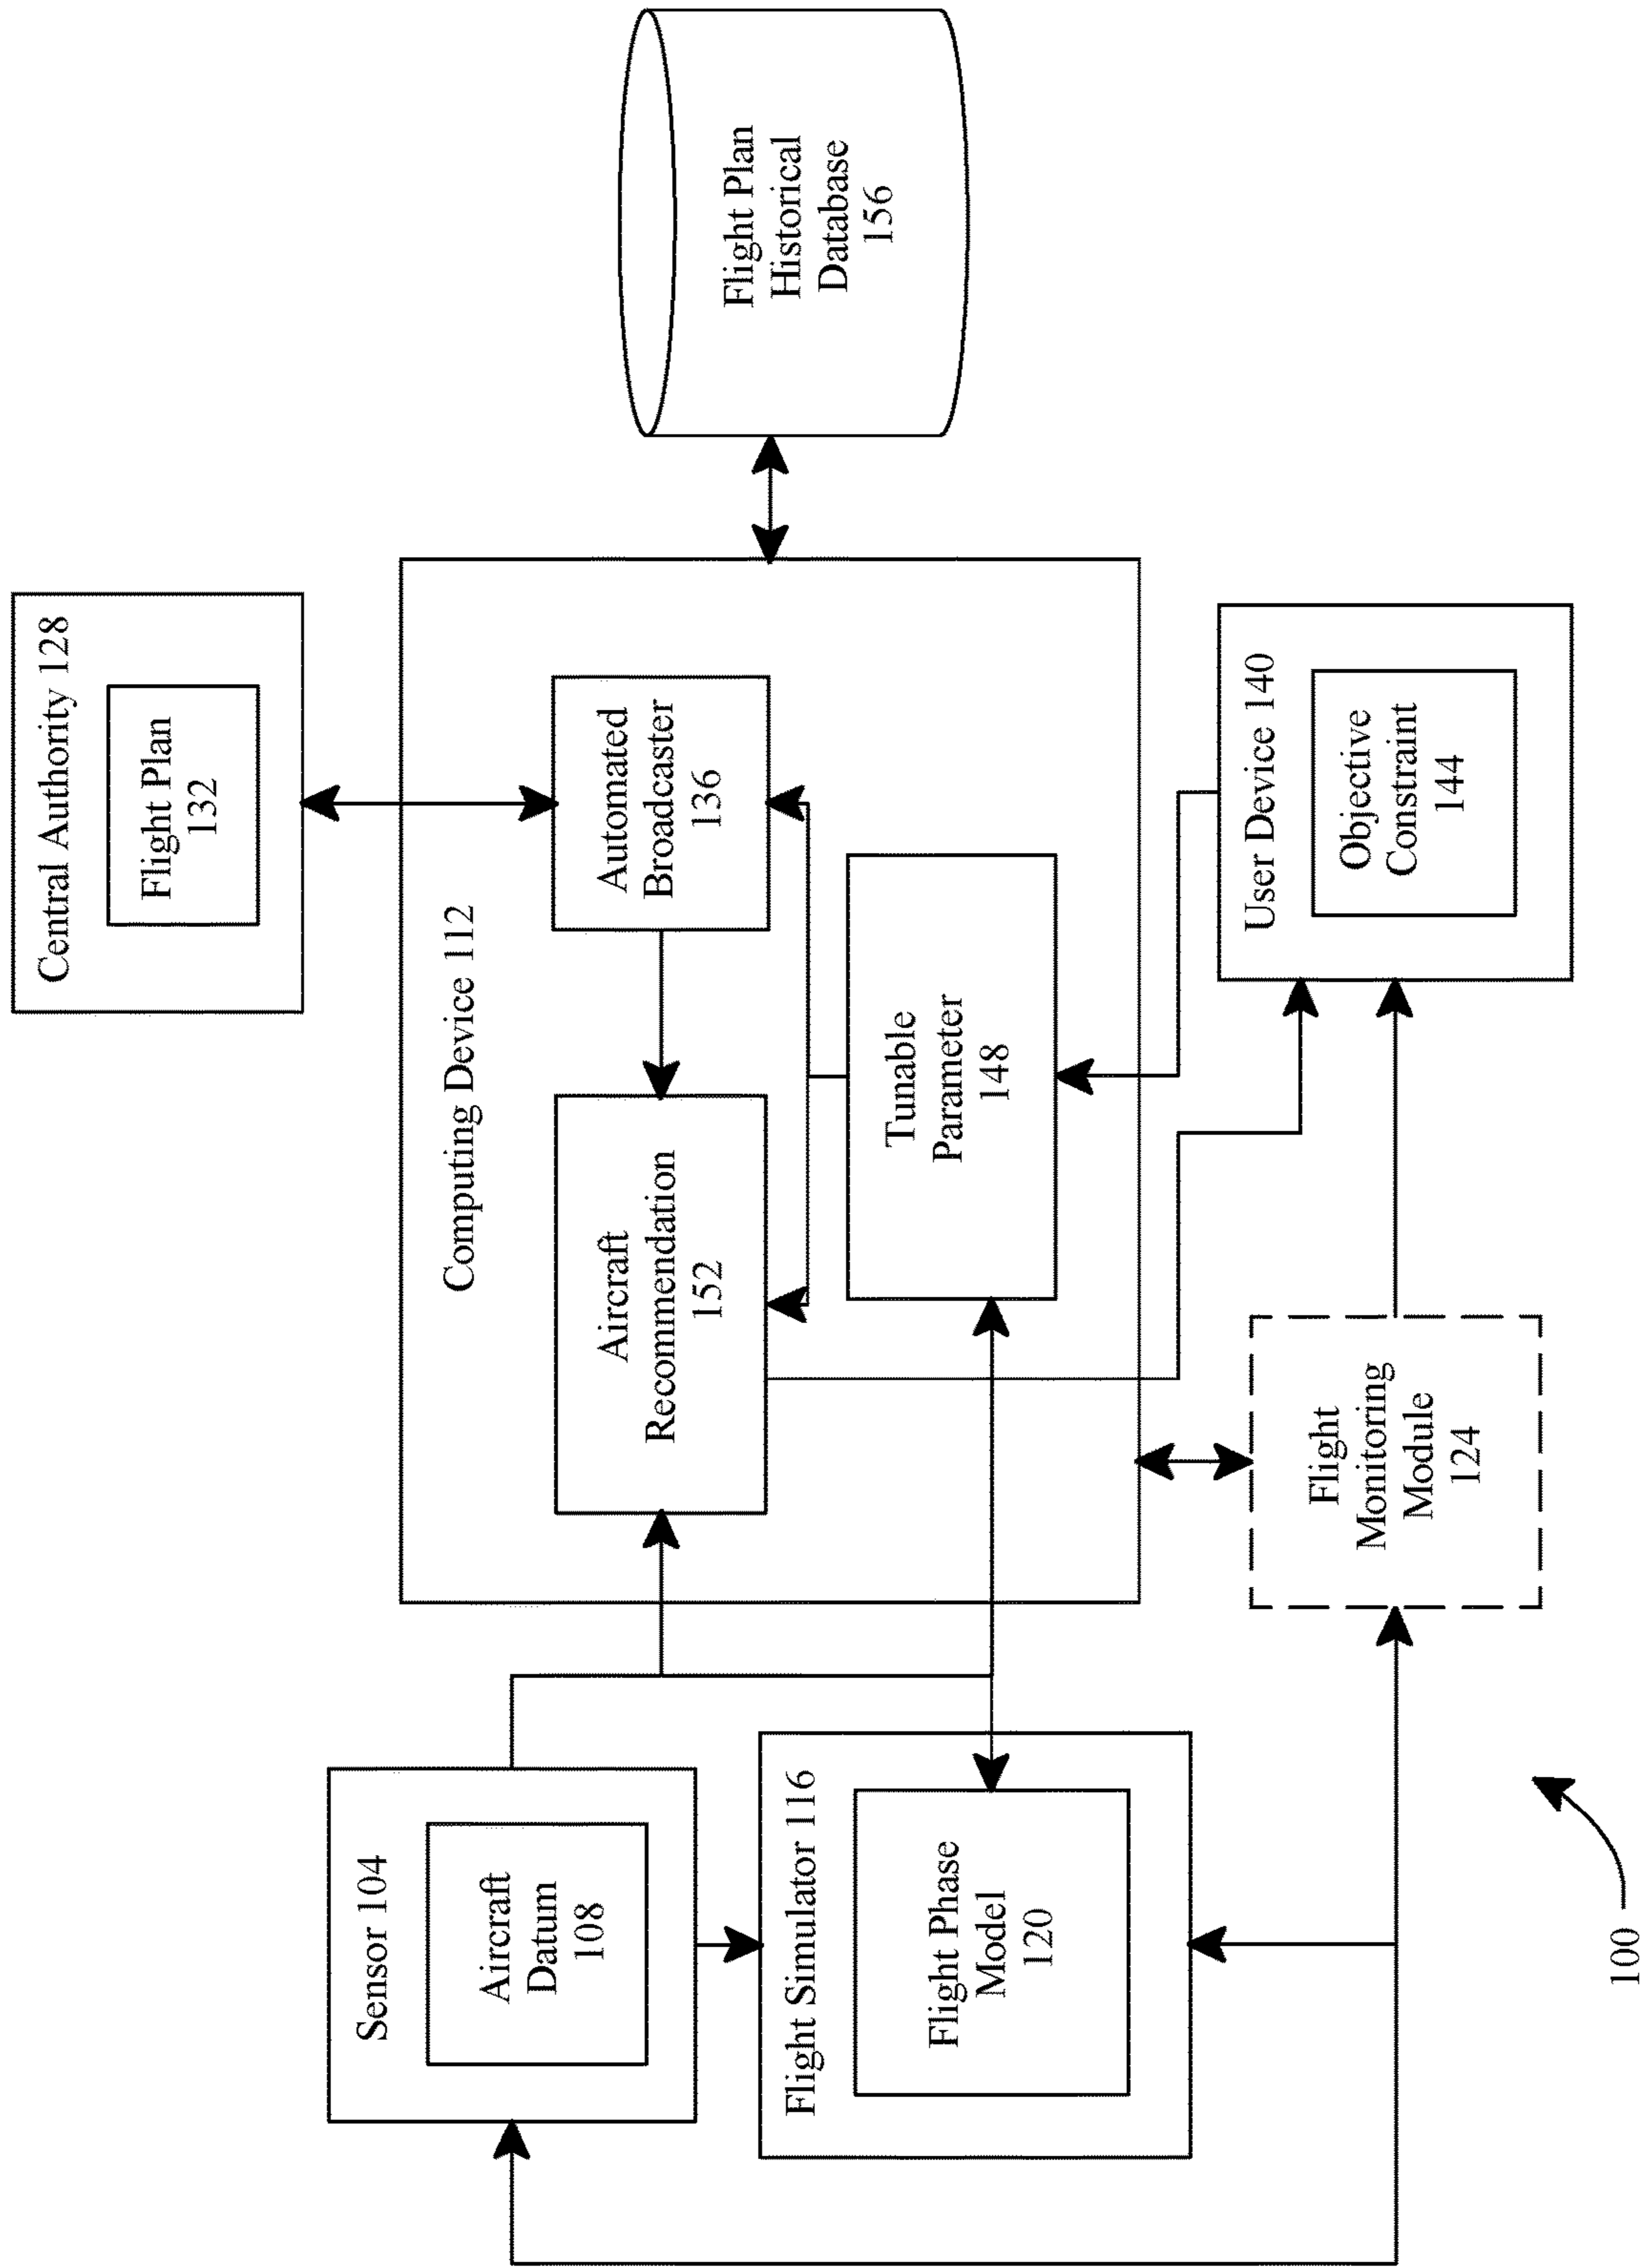 Sensor 104
Aircraft
Datum
108
Flight Simulator 116
Flight Phase
Model
120
Central Authority 128
Flight Plan
132
Computing Device 112
Aircraft
Recommendation
152
Automated
Broadcaster
136
Tunable
Parameter
148
Flight
Monitoring
Module
124
User Device 140
Objective
Constraint
144
Flight Plan
Historical
Database
156
100